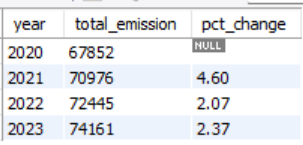 year total_emission pct_change
2020 67852 NULL
2021 70976 4.60
2022 72445 2.07
2023 74161 2.37